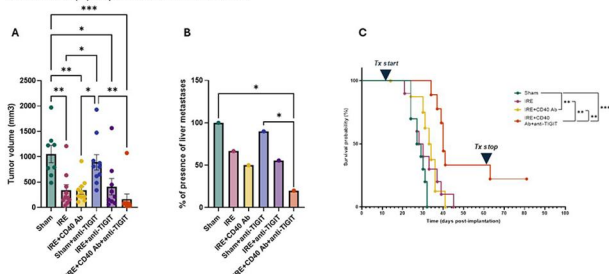 A
B
C
***
*
*
**
**
*
**
Tumor volume (mm3)
2500
2000
1500
1000
500
0
Sham
IRE
IRE+CD40 Ab
Sham+anti-TIGIT
IRE+anti-TIGIT
IRE+CD40 Ab+anti-TIGIT
% of presence of liver metastases
200
150
100
50
0
*
*
Sham
IRE
IRE+CD40 Ab
Sham+anti-TIGIT
IRE+anti-TIGIT
IRE+CD40 Ab+anti-TIGIT
Tx start
Tx stop
Sham
IRE
IRE+CD40 Ab
IRE+CD40
Ab+anti-TIGIT
**
**
**
***
Survival probability (%)
100
50
0
0 10 20 30 40 50 60 70 80 90 100
Time (days post-implantation)